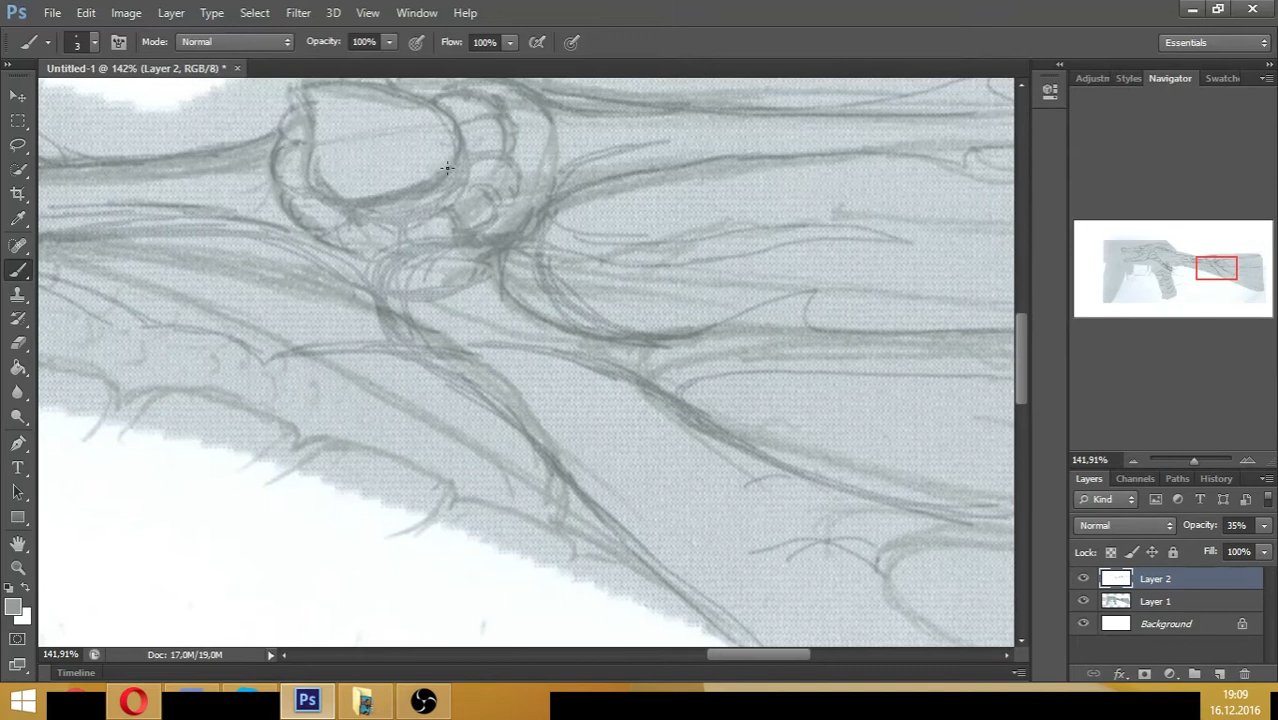 Ps File Edit Image Layer Type Select Filter 3D View Window Help
3 Mode: Normal Opacity: 100% Flow: 100% Essentials
Untitled-1 @ 142% (Layer 2, RGB/8) * ×
Adjustn Styles Navigator Swatch
141,91%
Layers Channels Paths History
Kind
Normal Opacity: 35%
Lock: Fill: 100%
Layer 2
Layer 1
Background
141,91% Doc: 17,0M/19,0M
Timeline
Ps
19:09
16.12.2016